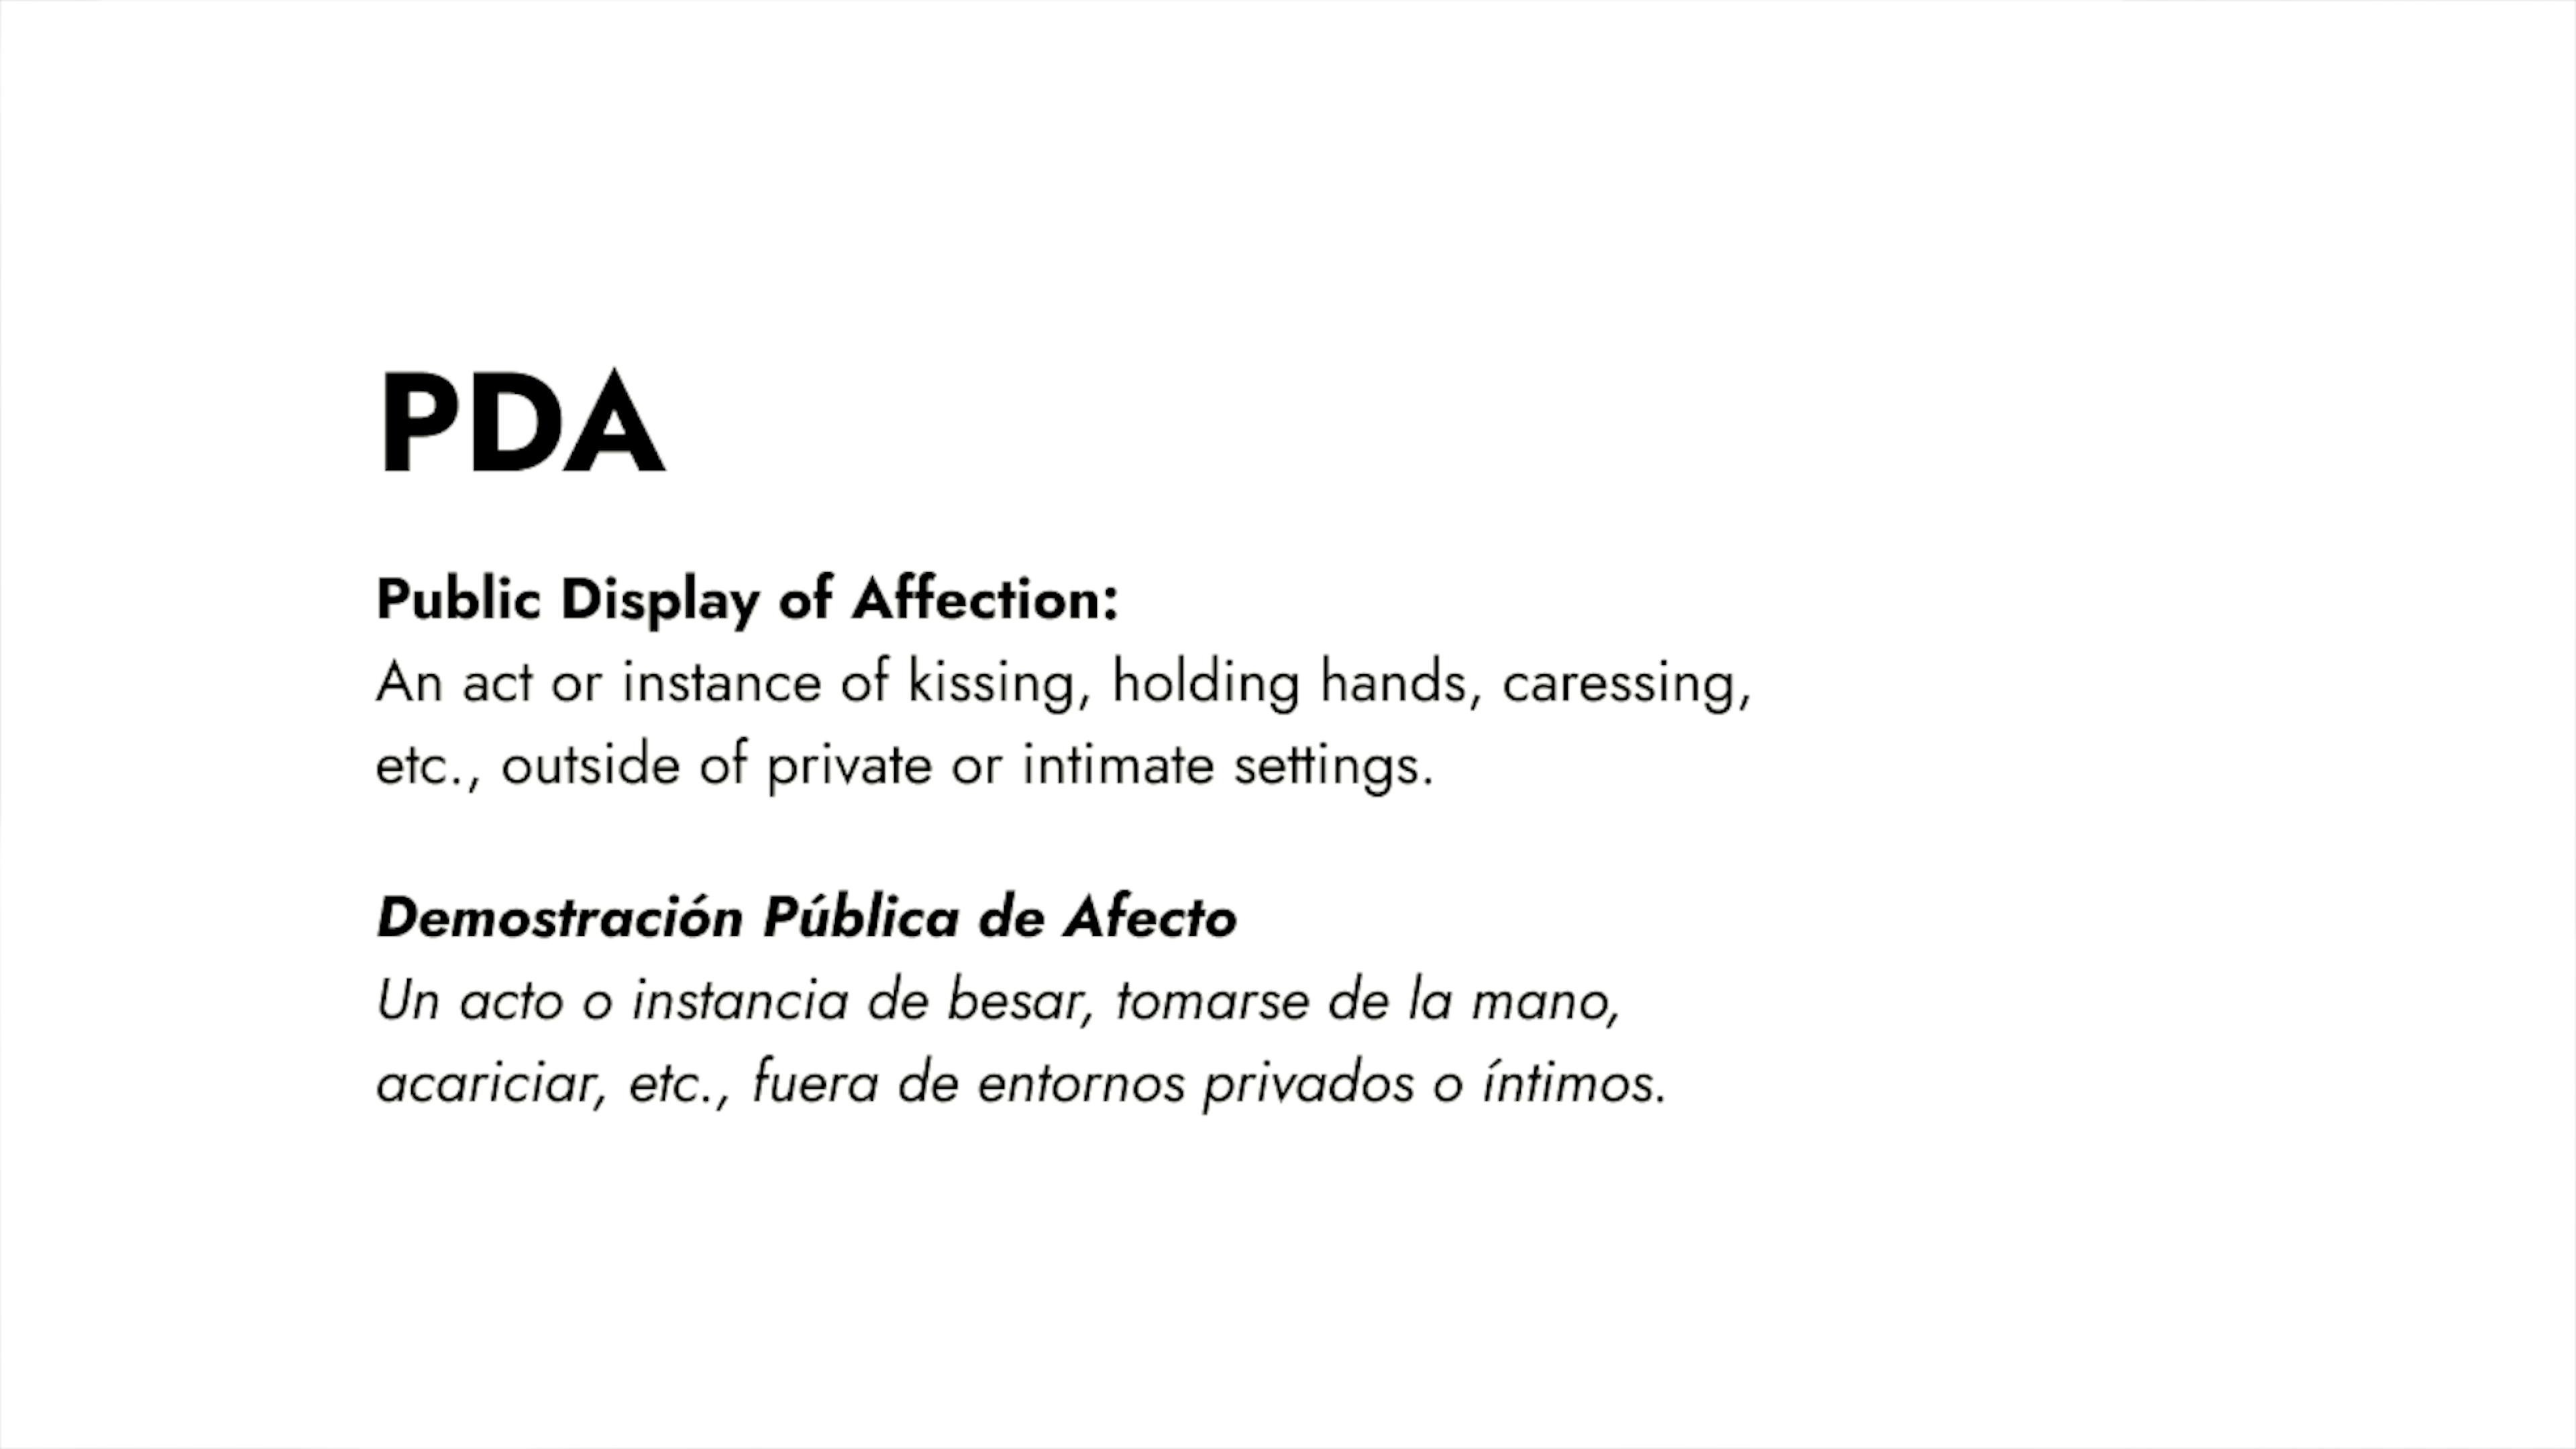 PDA
Public Display of Affection:
An act or instance of kissing, holding hands, caressing,
etc., outside of private or intimate settings.
Demostración Pública de Afecto
Un acto o instancia de besar, tomarse de la mano,
acariciar, etc., fuera de entornos privados o íntimos.